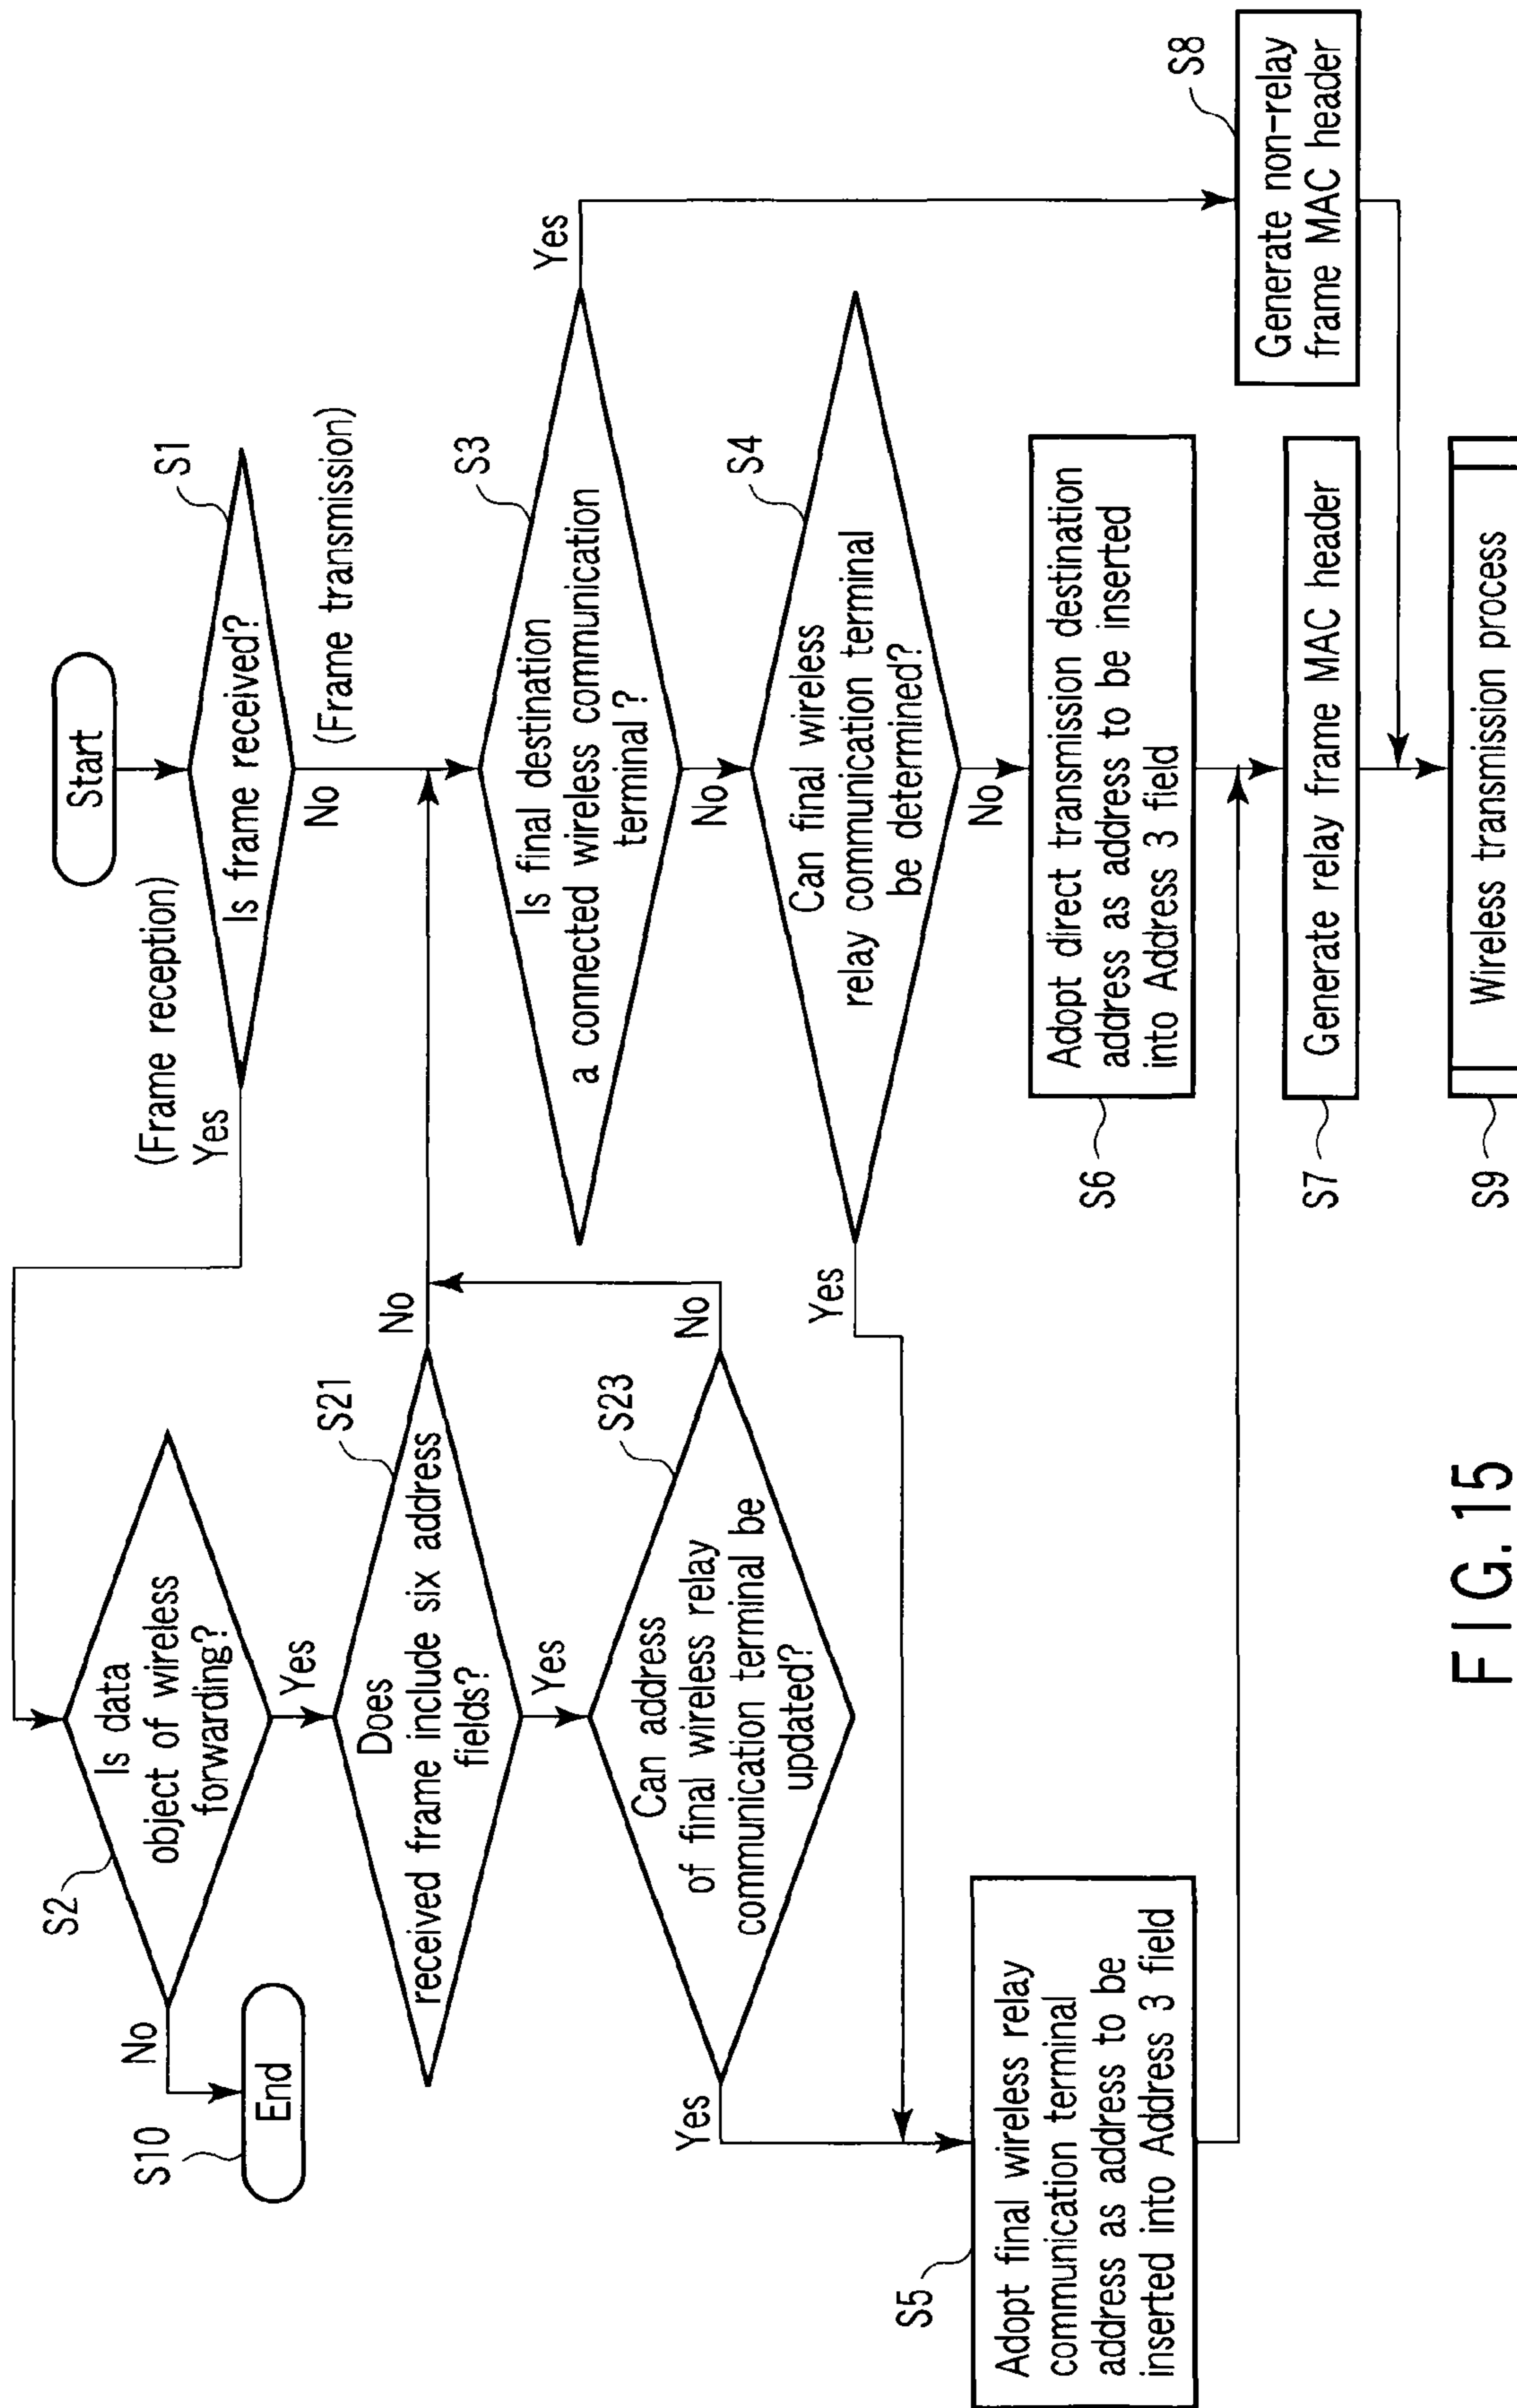 Start
S1
Is frame received?
(Frame reception)
Yes
No
(Frame transmission)
S2
Is data
object of wireless
forwarding?
No
Yes
S10
End
S21
Does
received frame include six address
fields?
No
Yes
S23
Can address
of final wireless relay
communication terminal be
updated?
No
Yes
S3
Is final destination
a connected wireless communication
terminal ?
Yes
No
S4
Can final wireless
relay communication terminal
be determined?
Yes
No
S5
Adopt final wireless relay
communication terminal
address as address to be
inserted into Address 3 field
S6
Adopt direct transmission destination
address as address to be inserted
into Address 3 field
S7
Generate relay frame MAC header
S8
Generate non-relay
frame MAC header
S9
Wireless transmission process
FIG.15